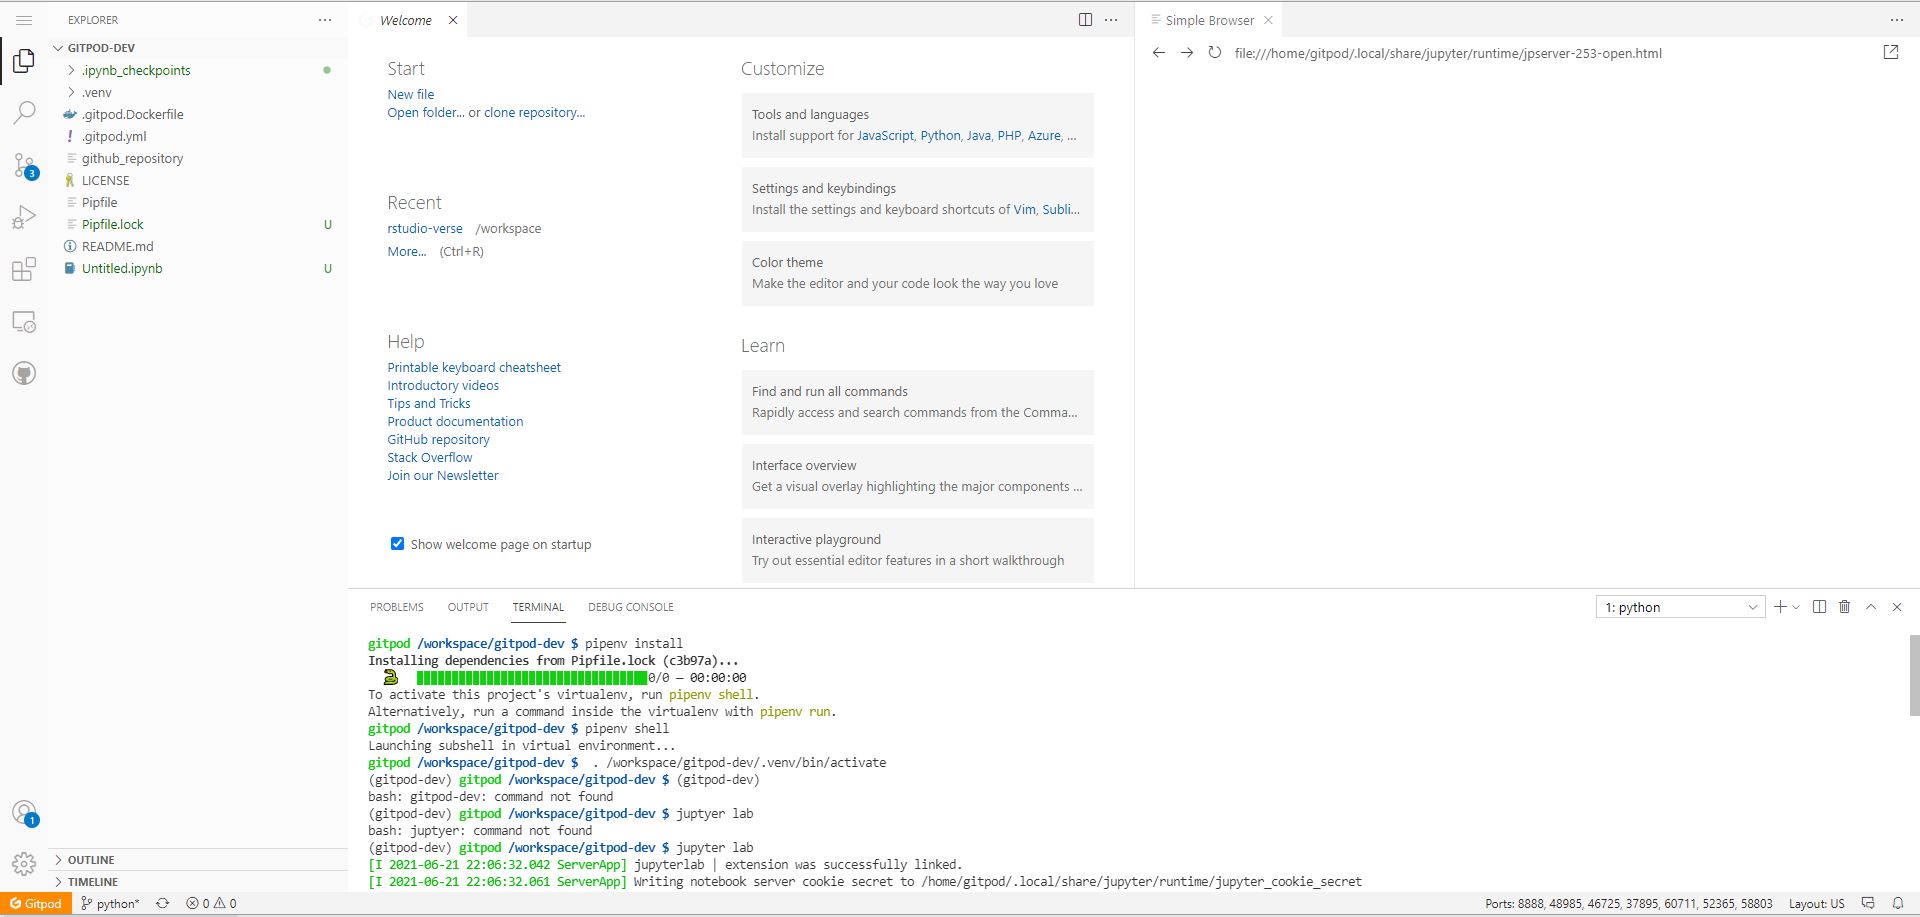 EXPLORER
GITPOD-DEV
.ipynb_checkpoints
.venv
.gitpod.Dockerfile
! .gitpod.yml
github_repository
LICENSE
Pipfile
Pipfile.lock U
README.md
Untitled.ipynb U
3
1
OUTLINE
TIMELINE
Welcome
Start
New file
Open folder... or clone repository...
Recent
rstudio-verse /workspace
More... (Ctrl+R)
Help
Printable keyboard cheatsheet
Introductory videos
Tips and Tricks
Product documentation
GitHub repository
Stack Overflow
Join our Newsletter
Show welcome page on startup
Customize
Tools and languages
Install support for JavaScript, Python, Java, PHP, Azure, ...
Settings and keybindings
Install the settings and keyboard shortcuts of Vim, Subli...
Color theme
Make the editor and your code look the way you love
Learn
Find and run all commands
Rapidly access and search commands from the Comma...
Interface overview
Get a visual overlay highlighting the major components ...
Interactive playground
Try out essential editor features in a short walkthrough
Simple Browser
file:///home/gitpod/.local/share/jupyter/runtime/jpserver-253-open.html
PROBLEMS OUTPUT TERMINAL DEBUG CONSOLE
1: python
gitpod /workspace/gitpod-dev $ pipenv install
Installing dependencies from Pipfile.lock (c3b97a)...
0/0 — 00:00:00
To activate this project's virtualenv, run pipenv shell.
Alternatively, run a command inside the virtualenv with pipenv run.
gitpod /workspace/gitpod-dev $ pipenv shell
Launching subshell in virtual environment...
gitpod /workspace/gitpod-dev $  . /workspace/gitpod-dev/.venv/bin/activate
(gitpod-dev) gitpod /workspace/gitpod-dev $ (gitpod-dev)
bash: gitpod-dev: command not found
(gitpod-dev) gitpod /workspace/gitpod-dev $ juptyer lab
bash: juptyer: command not found
(gitpod-dev) gitpod /workspace/gitpod-dev $ jupyter lab
[I 2021-06-21 22:06:32.042 ServerApp] jupyterlab | extension was successfully linked.
[I 2021-06-21 22:06:32.061 ServerApp] Writing notebook server cookie secret to /home/gitpod/.local/share/jupyter/runtime/jupyter_cookie_secret
Gitpod python* 0 0 Ports: 8888, 48985, 46725, 37895, 60711, 52365, 58803 Layout: US